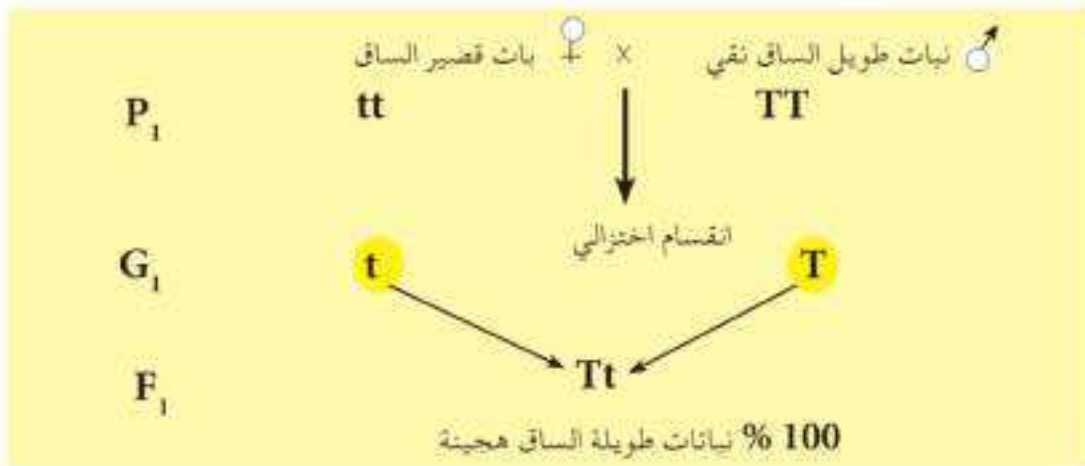 نبات طويل الساق نقي × بات قصير الساق
P₁ tt TT
انقسام اختزالي
G₁ t T
F₁ Tt
100 % نباتات طويلة الساق هجينة